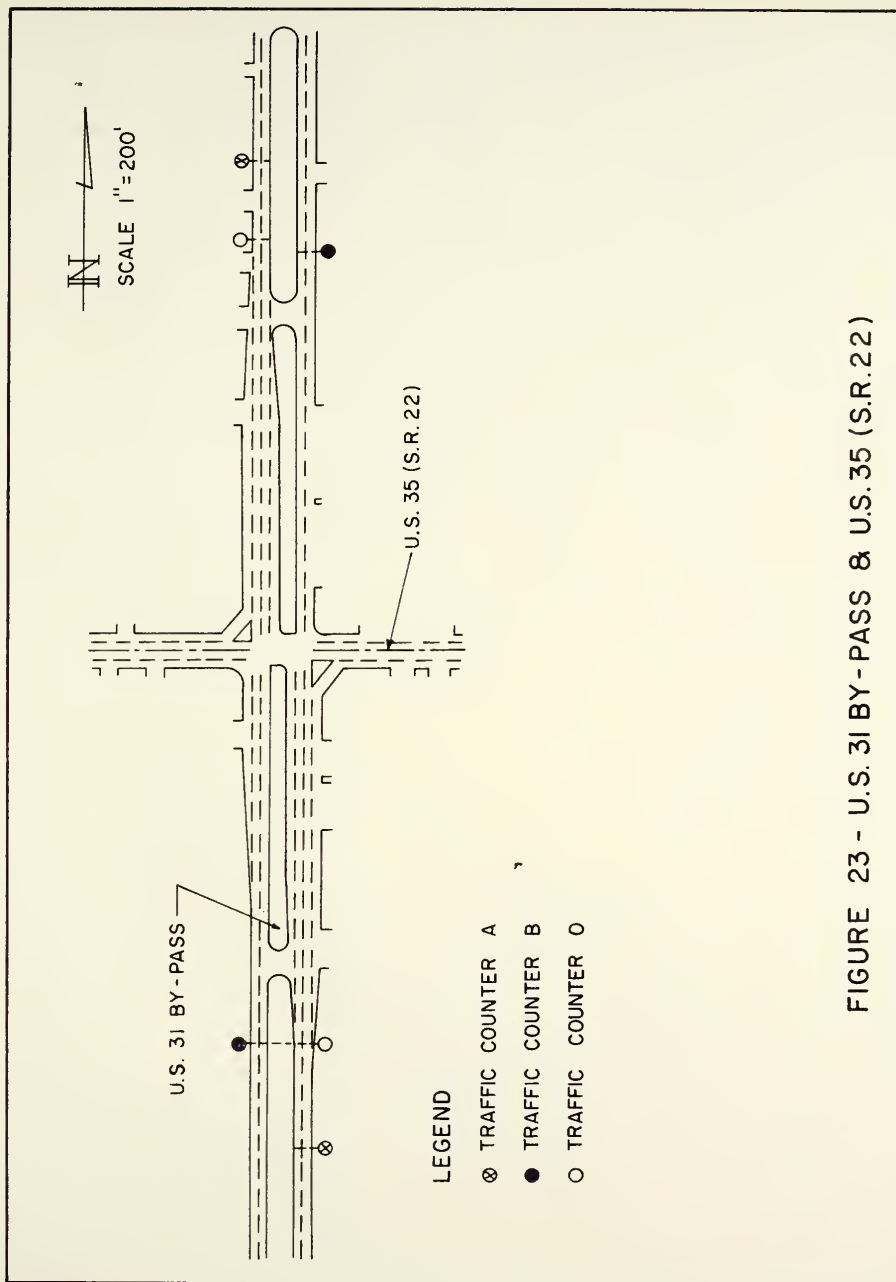 N
SCALE 1" = 200'
U.S. 35 (S.R. 22)
U.S. 31 BY-PASS
LEGEND
⊗ TRAFFIC COUNTER A
● TRAFFIC COUNTER B
○ TRAFFIC COUNTER O
FIGURE 23 - U.S. 31 BY-PASS & U.S. 35 (S.R. 22)